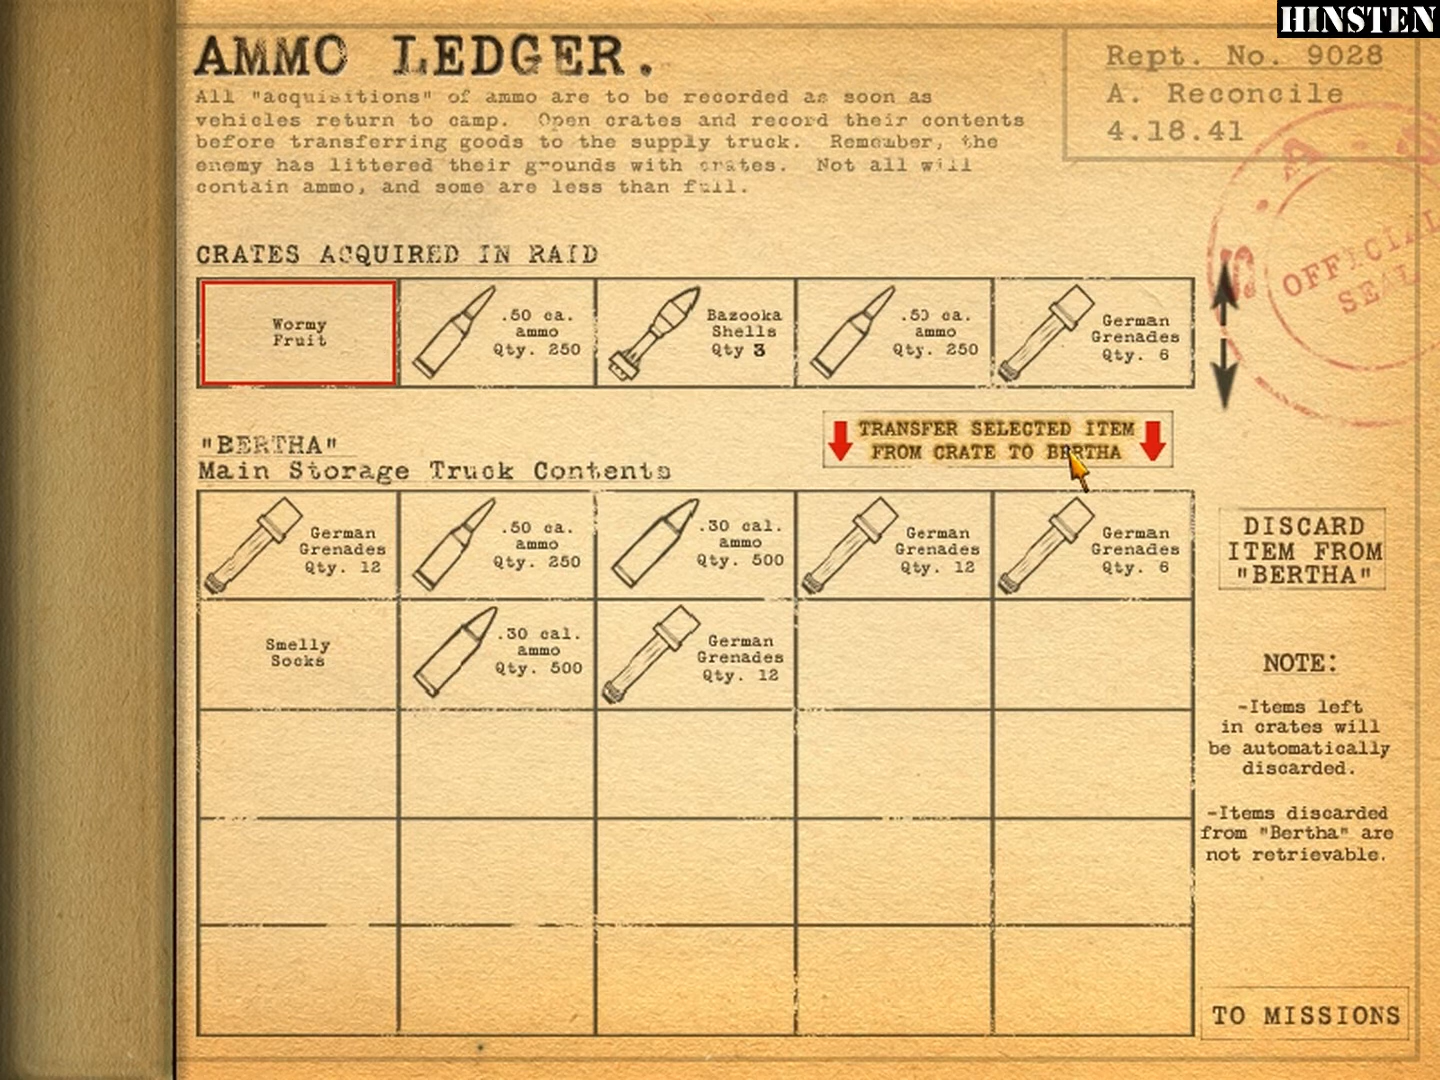 HINSTEN
AMMO LEDGER.
Rept. No. 9028
A. Reconcile
4.18.41
All "acquisitions" of ammo are to be recorded as soon as
vehicles return to camp. Open crates and record their contents
before transferring goods to the supply truck. Remember, the
enemy has littered their grounds with crates. Not all will
contain ammo, and some are less than full.
OFFICIAL
SEAL
CRATES ACQUIRED IN RAID
Wormy
Fruit
.50 ca.
ammo
Qty. 250
Bazooka
Shells
Qty 3
.50 ca.
ammo
Qty. 250
German
Grenades
Qty. 6
TRANSFER SELECTED ITEM
FROM CRATE TO BERTHA
"BERTHA"
Main Storage Truck Contents
German
Grenades
Qty. 12
.50 ca.
ammo
Qty. 250
.30 cal.
ammo
Qty. 500
German
Grenades
Qty. 12
German
Grenades
Qty. 6
DISCARD
ITEM FROM
"BERTHA"
Smelly
Socks
.30 cal.
ammo
Qty. 500
German
Grenades
Qty. 12
NOTE:
-Items left
in crates will
be automatically
discarded.
-Items discarded
from "Bertha" are
not retrievable.
TO MISSIONS